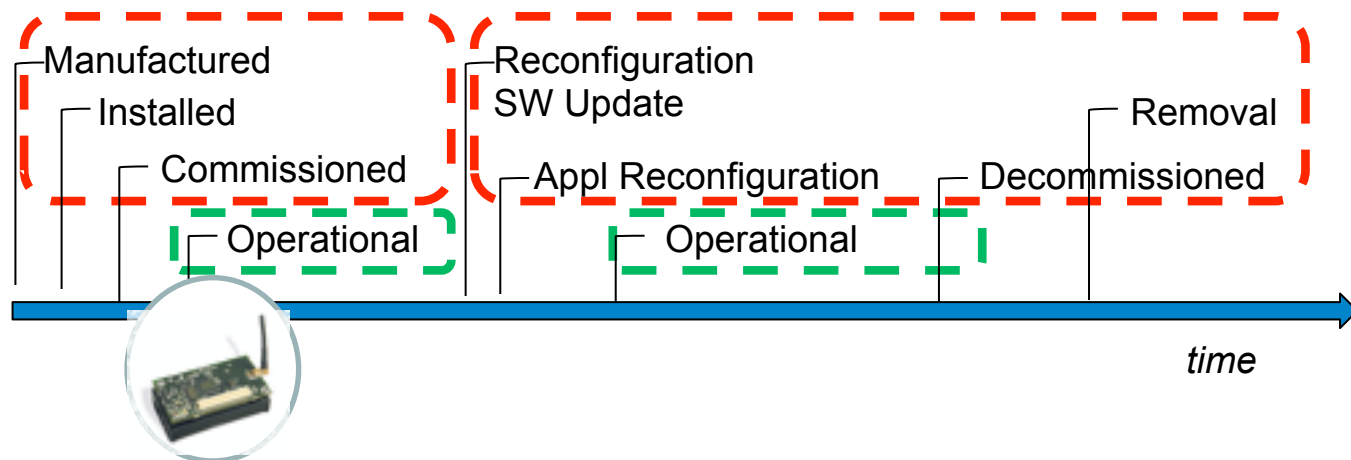 Manufactured
Installed
Commissioned
Operational
Reconfiguration
SW Update
Appl Reconfiguration
Operational
Decommissioned
Removal
time